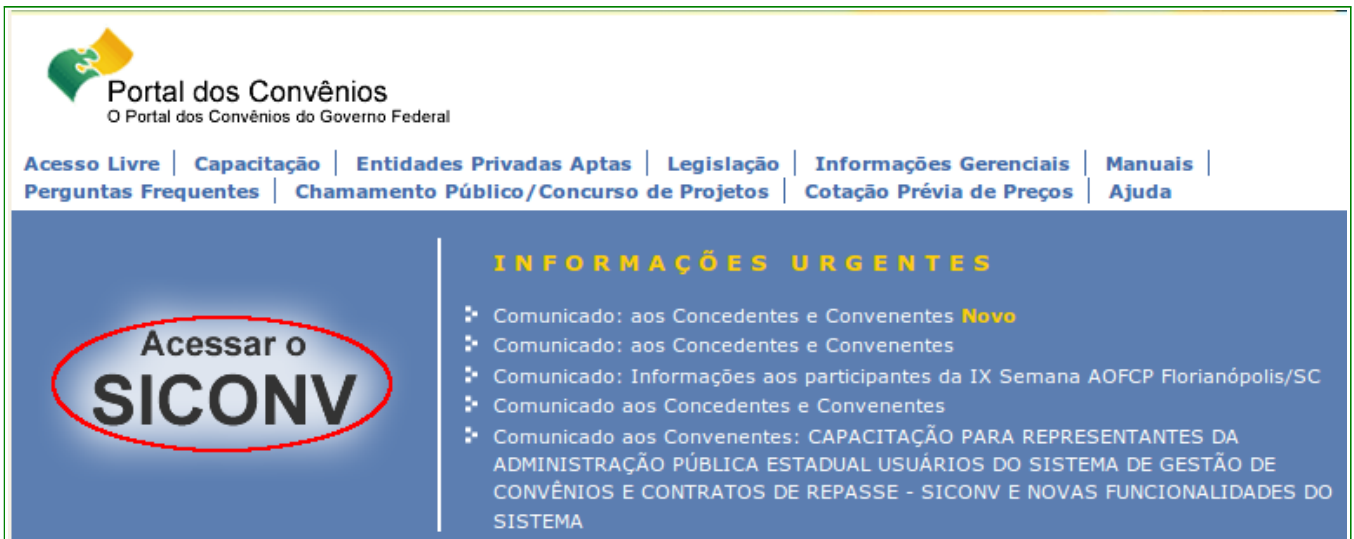 Portal dos Convênios
O Portal dos Convênios do Governo Federal
Acesso Livre | Capacitação | Entidades Privadas Aptas | Legislação | Informações Gerenciais | Manuais |
Perguntas Frequentes | Chamamento Público/Concurso de Projetos | Cotação Prévia de Preços | Ajuda
Acessar o
SICONV
INFORMAÇÕES URGENTES
Comunicado: aos Concedentes e Convenentes Novo
Comunicado: aos Concedentes e Convenentes
Comunicado: Informações aos participantes da IX Semana AOFCP Florianópolis/SC
Comunicado aos Concedentes e Convenentes
Comunicado aos Convenentes: CAPACITAÇÃO PARA REPRESENTANTES DA
ADMINISTRAÇÃO PÚBLICA ESTADUAL USUÁRIOS DO SISTEMA DE GESTÃO DE
CONVÊNIOS E CONTRATOS DE REPASSE - SICONV E NOVAS FUNCIONALIDADES DO
SISTEMA